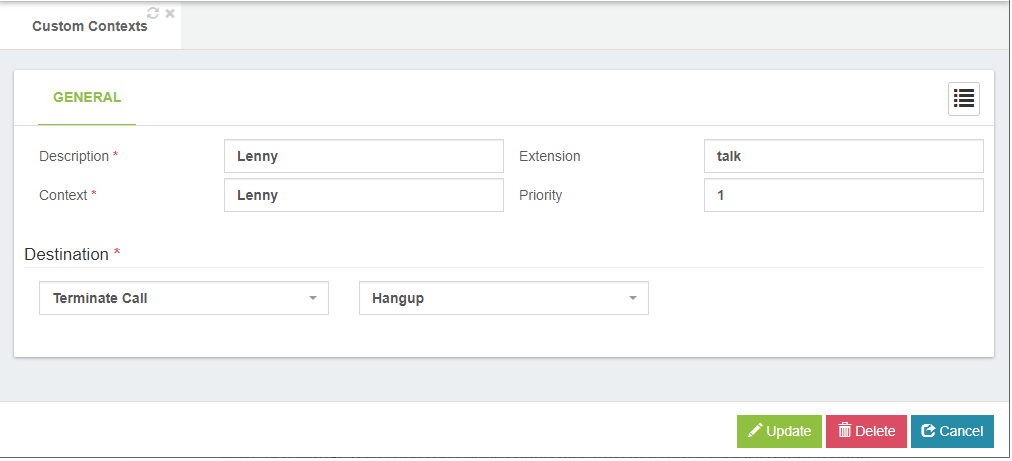 Custom Contexts
GENERAL
Description * Lenny Extension talk
Context * Lenny Priority 1
Destination *
Terminate Call Hangup
Update Delete Cancel